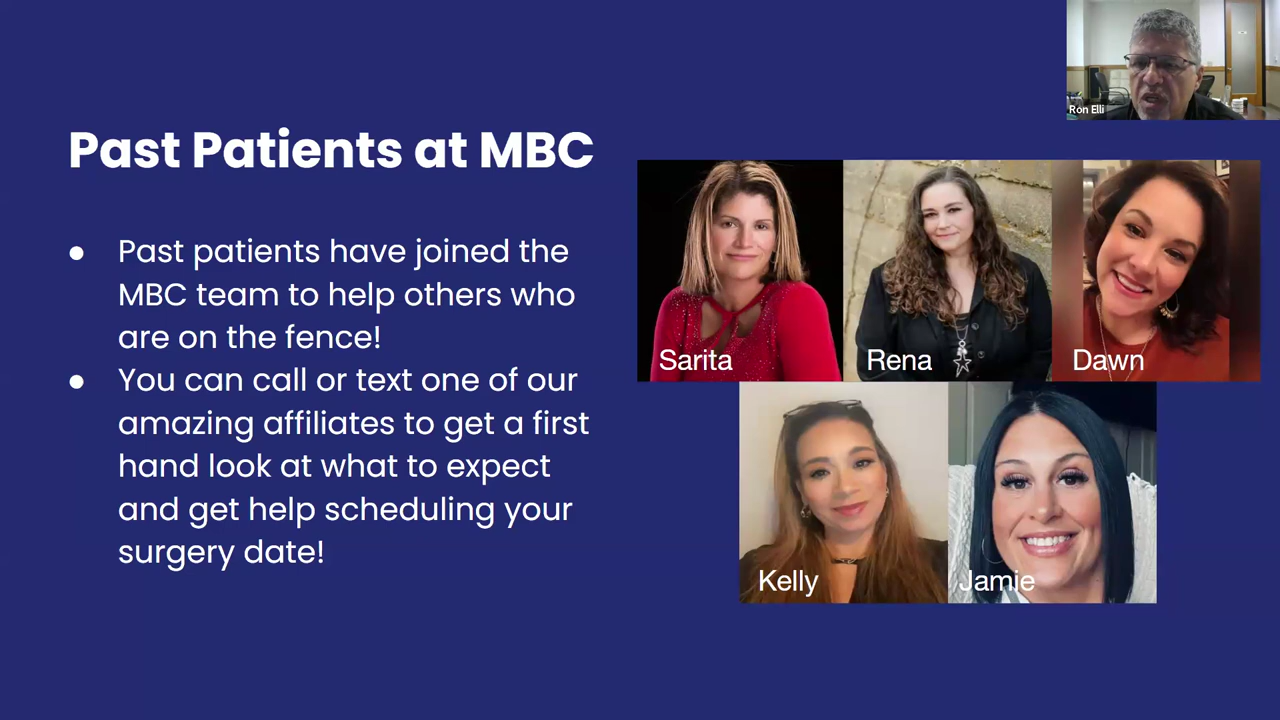 Ron Elli
Past Patients at MBC
● Past patients have joined the
MBC team to help others who
are on the fence!
● You can call or text one of our
amazing affiliates to get a first
hand look at what to expect
and get help scheduling your
surgery date!
Sarita
Rena
Dawn
Kelly
Jamie